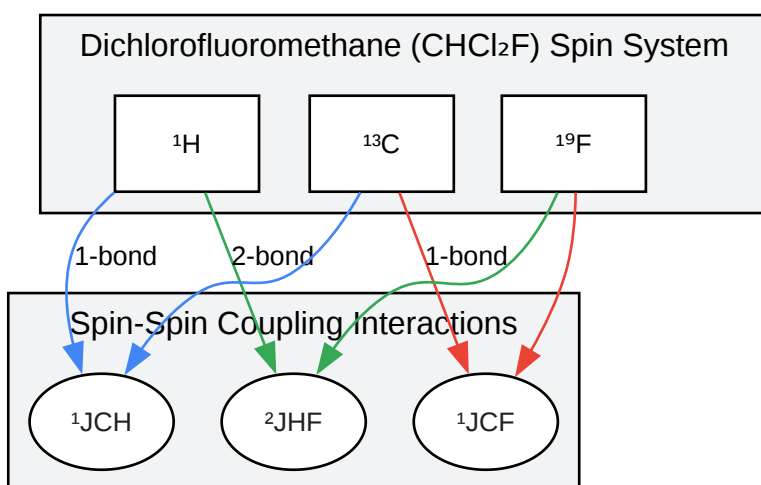 Dichlorofluoromethane (CHCl₂F) Spin System
¹H
¹³C
¹⁹F
1-bond
2-bond
1-bond
Spin-Spin Coupling Interactions
¹JCH
²JHF
¹JCF